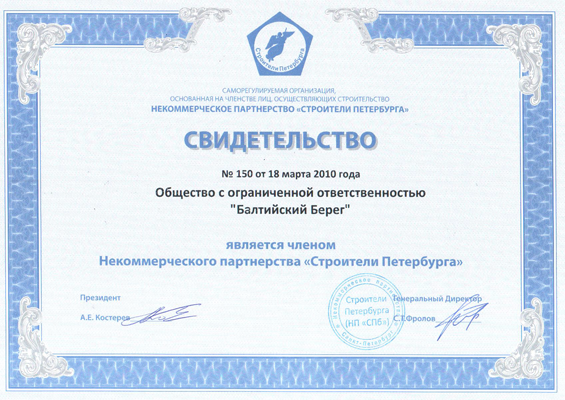 Строители Петербурга
САМОРЕГУЛИРУЕМАЯ ОРГАНИЗАЦИЯ,
ОСНОВАННАЯ НА ЧЛЕНСТВЕ ЛИЦ, ОСУЩЕСТВЛЯЮЩИХ СТРОИТЕЛЬСТВО
НЕКОММЕРЧЕСКОЕ ПАРТНЕРСТВО «СТРОИТЕЛИ ПЕТЕРБУРГА»
СВИДЕТЕЛЬСТВО
№ 150 от 18 марта 2010 года
Общество с ограниченной ответственностью
"Балтийский Берег"
является членом
Некоммерческого партнерства «Строители Петербурга»
Президент
А.Е. Костерев
Строители
Петербурга
(НП «СПб»)
Санкт-Петербург
Генеральный Директор
С.Т.Фролов